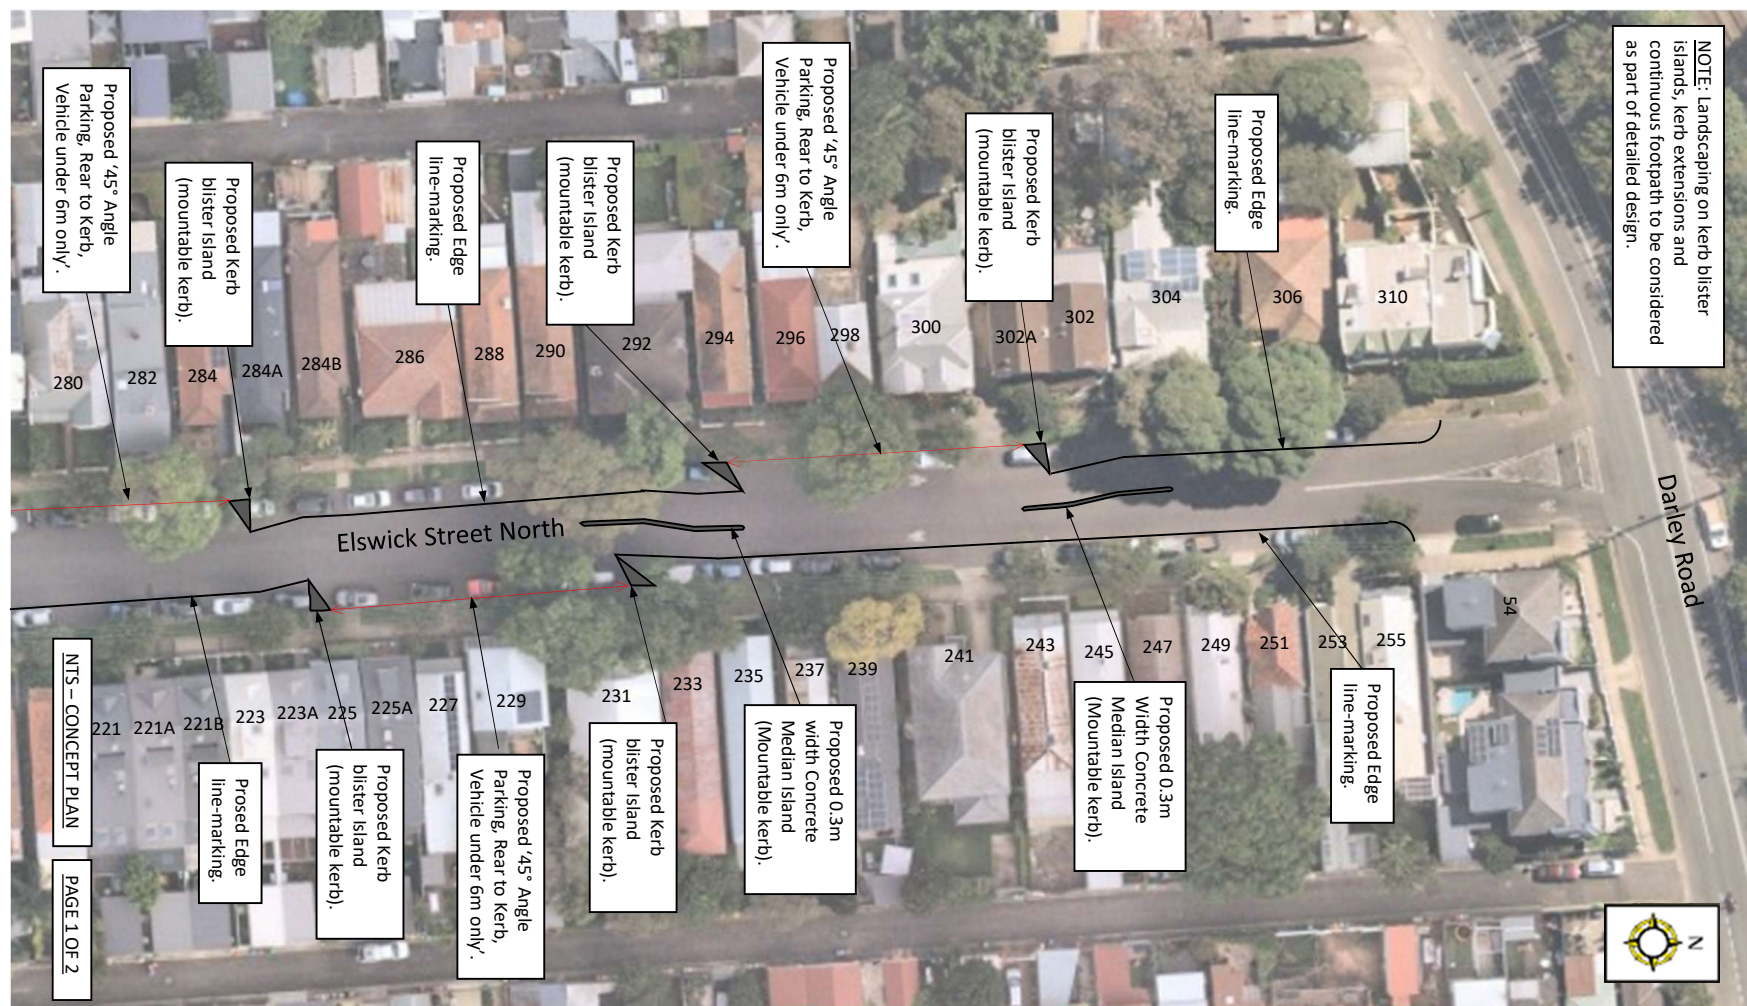 NOTE: Landscaping on kerb blister
islands, kerb extensions and
continuous footpath to be considered
as part of detailed design.
Proposed '45° Angle
Parking, Rear to Kerb,
Vehicle under 6m only'.
Proposed Kerb
blister Island
(mountable kerb).
Proposed Edge
line-marking.
Proposed Kerb
blister Island
(mountable kerb).
Proposed '45° Angle
Parking, Rear to Kerb,
Vehicle under 6m only'.
Proposed Kerb
blister Island
(mountable kerb).
Proposed Edge
line-marking.
280
282
284
284A
284B
286
288
290
292
294
296
298
300
302A
302
304
306
310
Elswick Street North
Darley Road
54
221
221A
221B
223
223A
225
225A
227
229
231
233
235
237
239
241
243
245
247
249
251
253
255
Prosed Edge
line-marking.
Proposed Kerb
blister Island
(mountable kerb).
Proposed '45° Angle
Parking, Rear to Kerb,
Vehicle under 6m only'.
Proposed Kerb
blister Island
(mountable kerb).
Proposed 0.3m
width Concrete
Median Island
(Mountable kerb).
Proposed 0.3m
Width Concrete
Median Island
(Mountable kerb).
Proposed Edge
line-marking.
NTS – CONCEPT PLAN
PAGE 1 OF 2
N